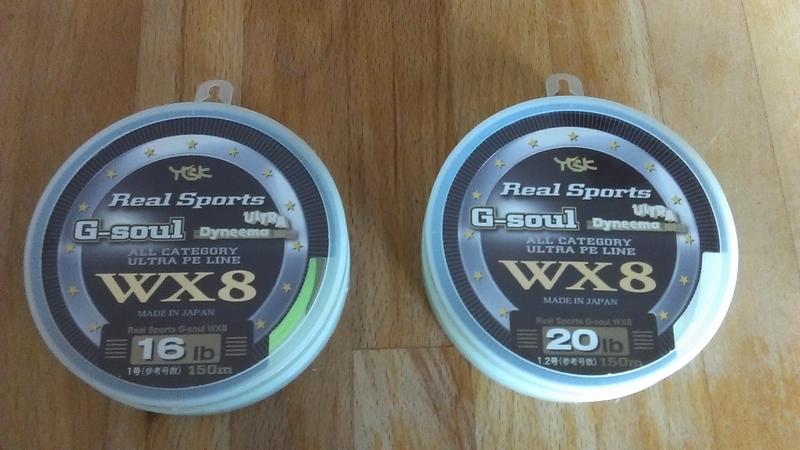 YGK
Real Sports
G-soul Ultra Dyneema
ALL CATEGORY
ULTRA PE LINE
WX8
MADE IN JAPAN
Real Sports G-soul WX8
16 lb
1号(参考号数) 150m
YGK
Real Sports
G-soul Ultra Dyneema
ALL CATEGORY
ULTRA PE LINE
WX8
MADE IN JAPAN
Real Sports G-soul WX8
20 lb
1.2号(参考号数) 150m